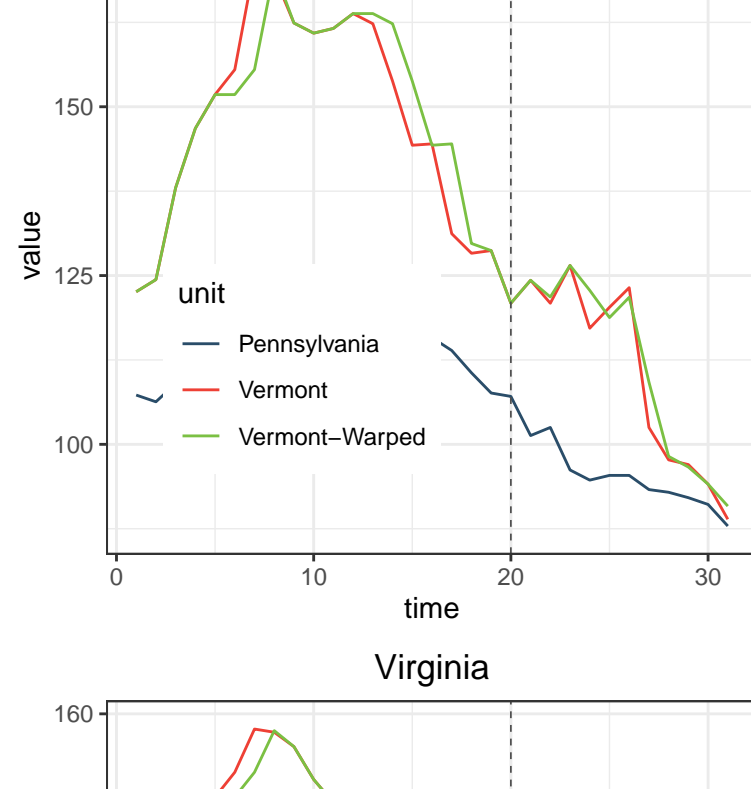 150
value
125
unit
Pennsylvania
Vermont
Vermont−Warped
100
0 10 20 30
time
Virginia
160